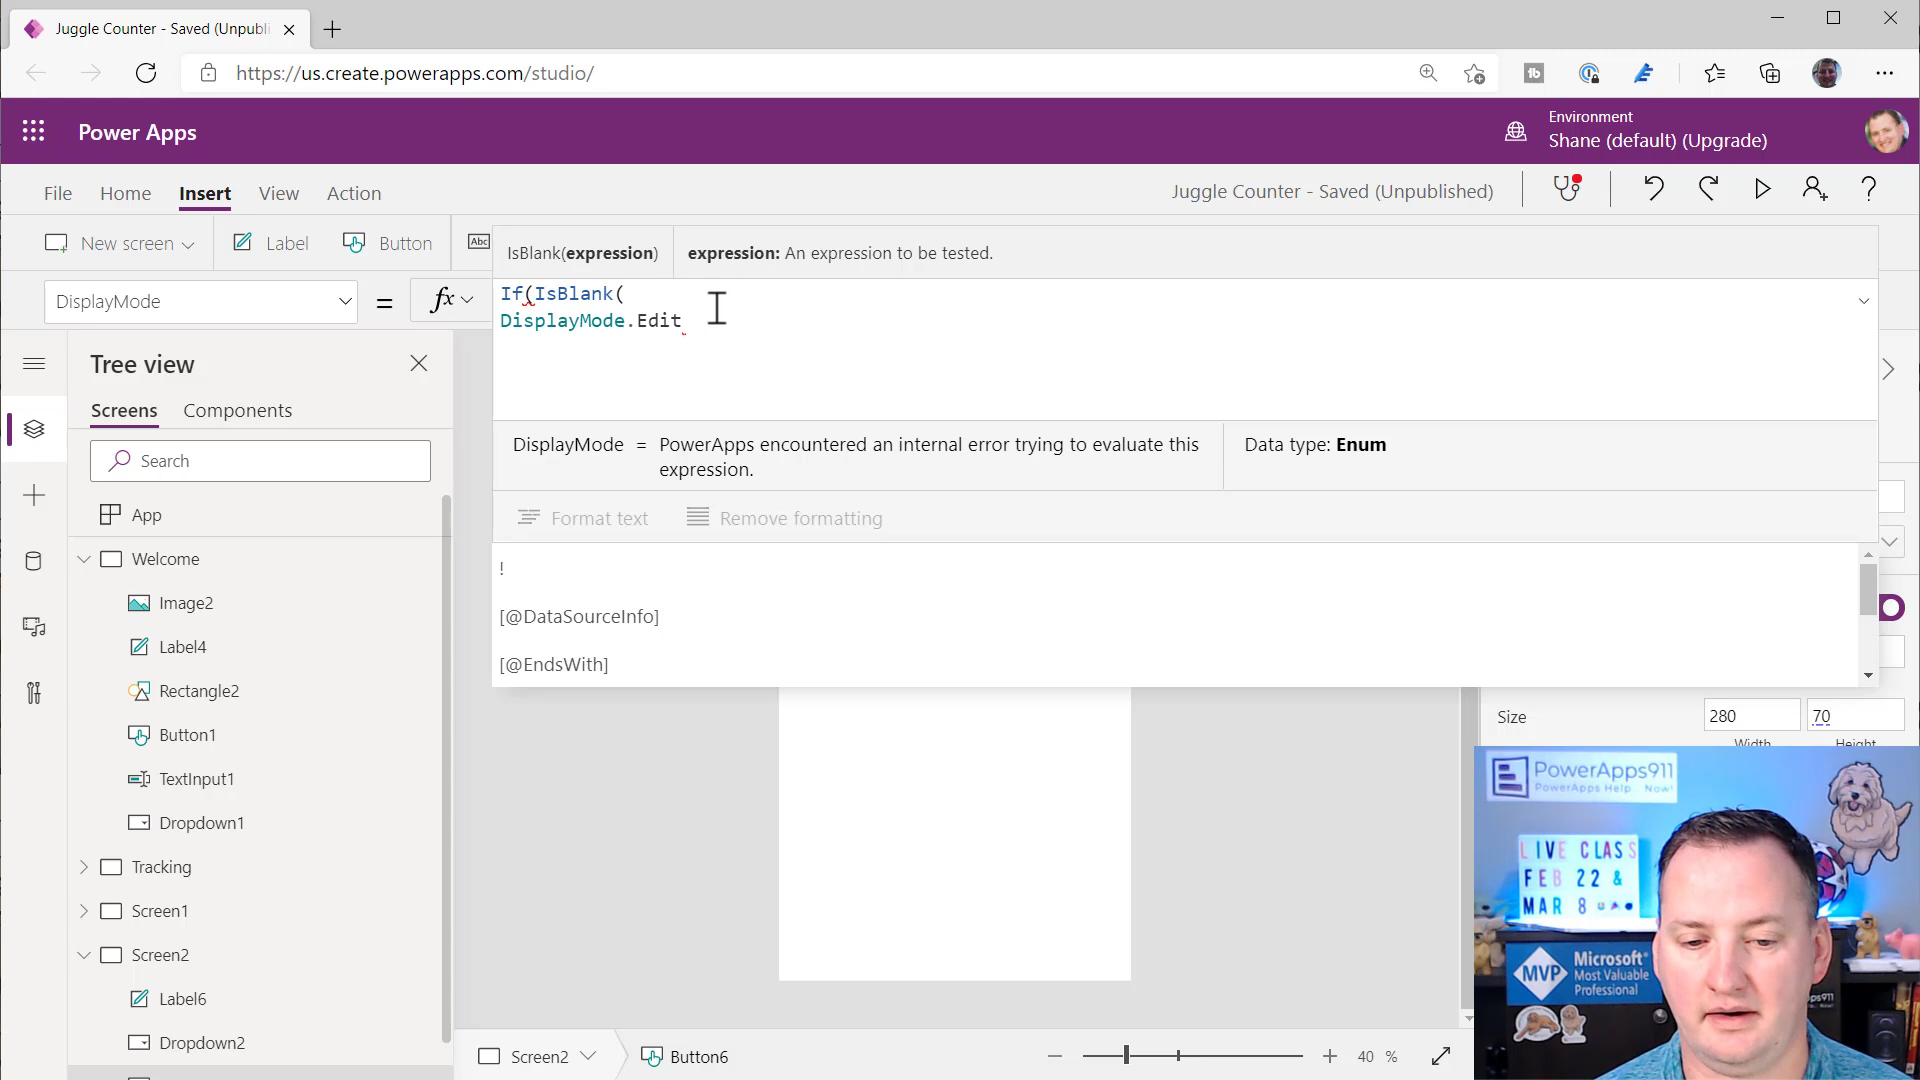 Juggle Counter - Saved (Unpubli
https://us.create.powerapps.com/studio/
Power Apps
Environment
Shane (default) (Upgrade)
File Home Insert View Action
Juggle Counter - Saved (Unpublished)
New screen Label Button Abc
IsBlank(expression) expression: An expression to be tested.
DisplayMode = fx
If(IsBlank(
DisplayMode.Edit
Tree view
Screens Components
Search
DisplayMode = PowerApps encountered an internal error trying to evaluate this
expression.
Data type: Enum
Format text Remove formatting
!
[@DataSourceInfo]
[@EndsWith]
App
Welcome
Image2
Label4
Rectangle2
Button1
TextInput1
Dropdown1
Tracking
Screen1
Screen2
Label6
Dropdown2
Size 280 70
Width Height
PowerApps911
PowerApps Help... Now!
LIVE CLASS
FEB 22 &
MAR 8
MVP Microsoft
Most Valuable
Professional
Screen2 Button6
40 %